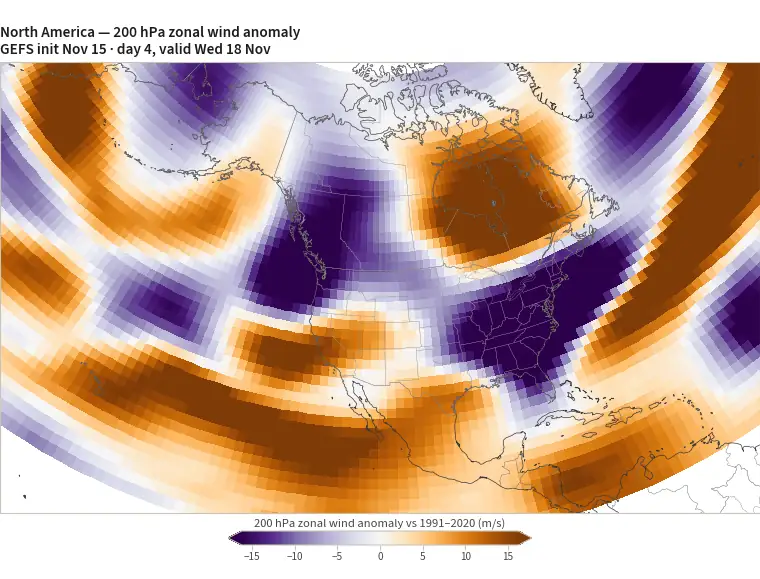 North America — 200 hPa zonal wind anomaly
GEFS init Nov 15 · day 4, valid Wed 18 Nov
200 hPa zonal wind anomaly vs 1991–2020 (m/s)
−15 −10 −5 0 5 10 15